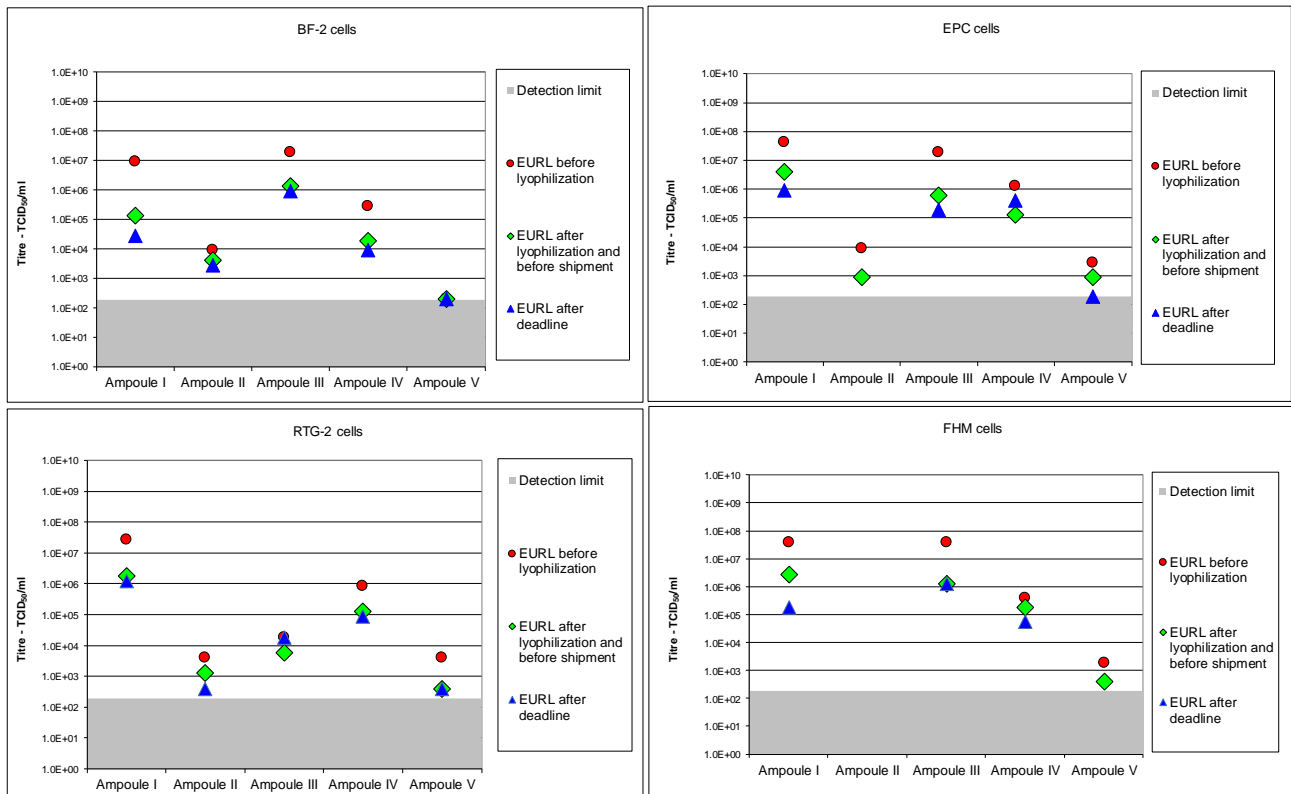 BF-2 cells
Titre - TCID50/ml
1.0E+10
1.0E+09
1.0E+08
1.0E+07
1.0E+06
1.0E+05
1.0E+04
1.0E+03
1.0E+02
1.0E+01
1.0E+00
Ampoule I
Ampoule II
Ampoule III
Ampoule IV
Ampoule V
Detection limit
EURL before
lyophilization
EURL after
lyophilization and
before shipment
EURL after
deadline
EPC cells
Titre - TCID50/ml
1.0E+10
1.0E+09
1.0E+08
1.0E+07
1.0E+06
1.0E+05
1.0E+04
1.0E+03
1.0E+02
1.0E+01
1.0E+00
Ampoule I
Ampoule II
Ampoule III
Ampoule IV
Ampoule V
Detection limit
EURL before
lyophilization
EURL after
lyophilization and
before shipment
EURL after
deadline
RTG-2 cells
Titre - TCID50/ml
1.0E+10
1.0E+09
1.0E+08
1.0E+07
1.0E+06
1.0E+05
1.0E+04
1.0E+03
1.0E+02
1.0E+01
1.0E+00
Ampoule I
Ampoule II
Ampoule III
Ampoule IV
Ampoule V
Detection limit
EURL before
lyophilization
EURL after
lyophilization and
before shipment
EURL after
deadline
FHM cells
Titre - TCID50/ml
1.0E+10
1.0E+09
1.0E+08
1.0E+07
1.0E+06
1.0E+05
1.0E+04
1.0E+03
1.0E+02
1.0E+01
1.0E+00
Ampoule I
Ampoule II
Ampoule III
Ampoule IV
Ampoule V
Detection limit
EURL before
lyophilization
EURL after
lyophilization and
before shipment
EURL after
deadline